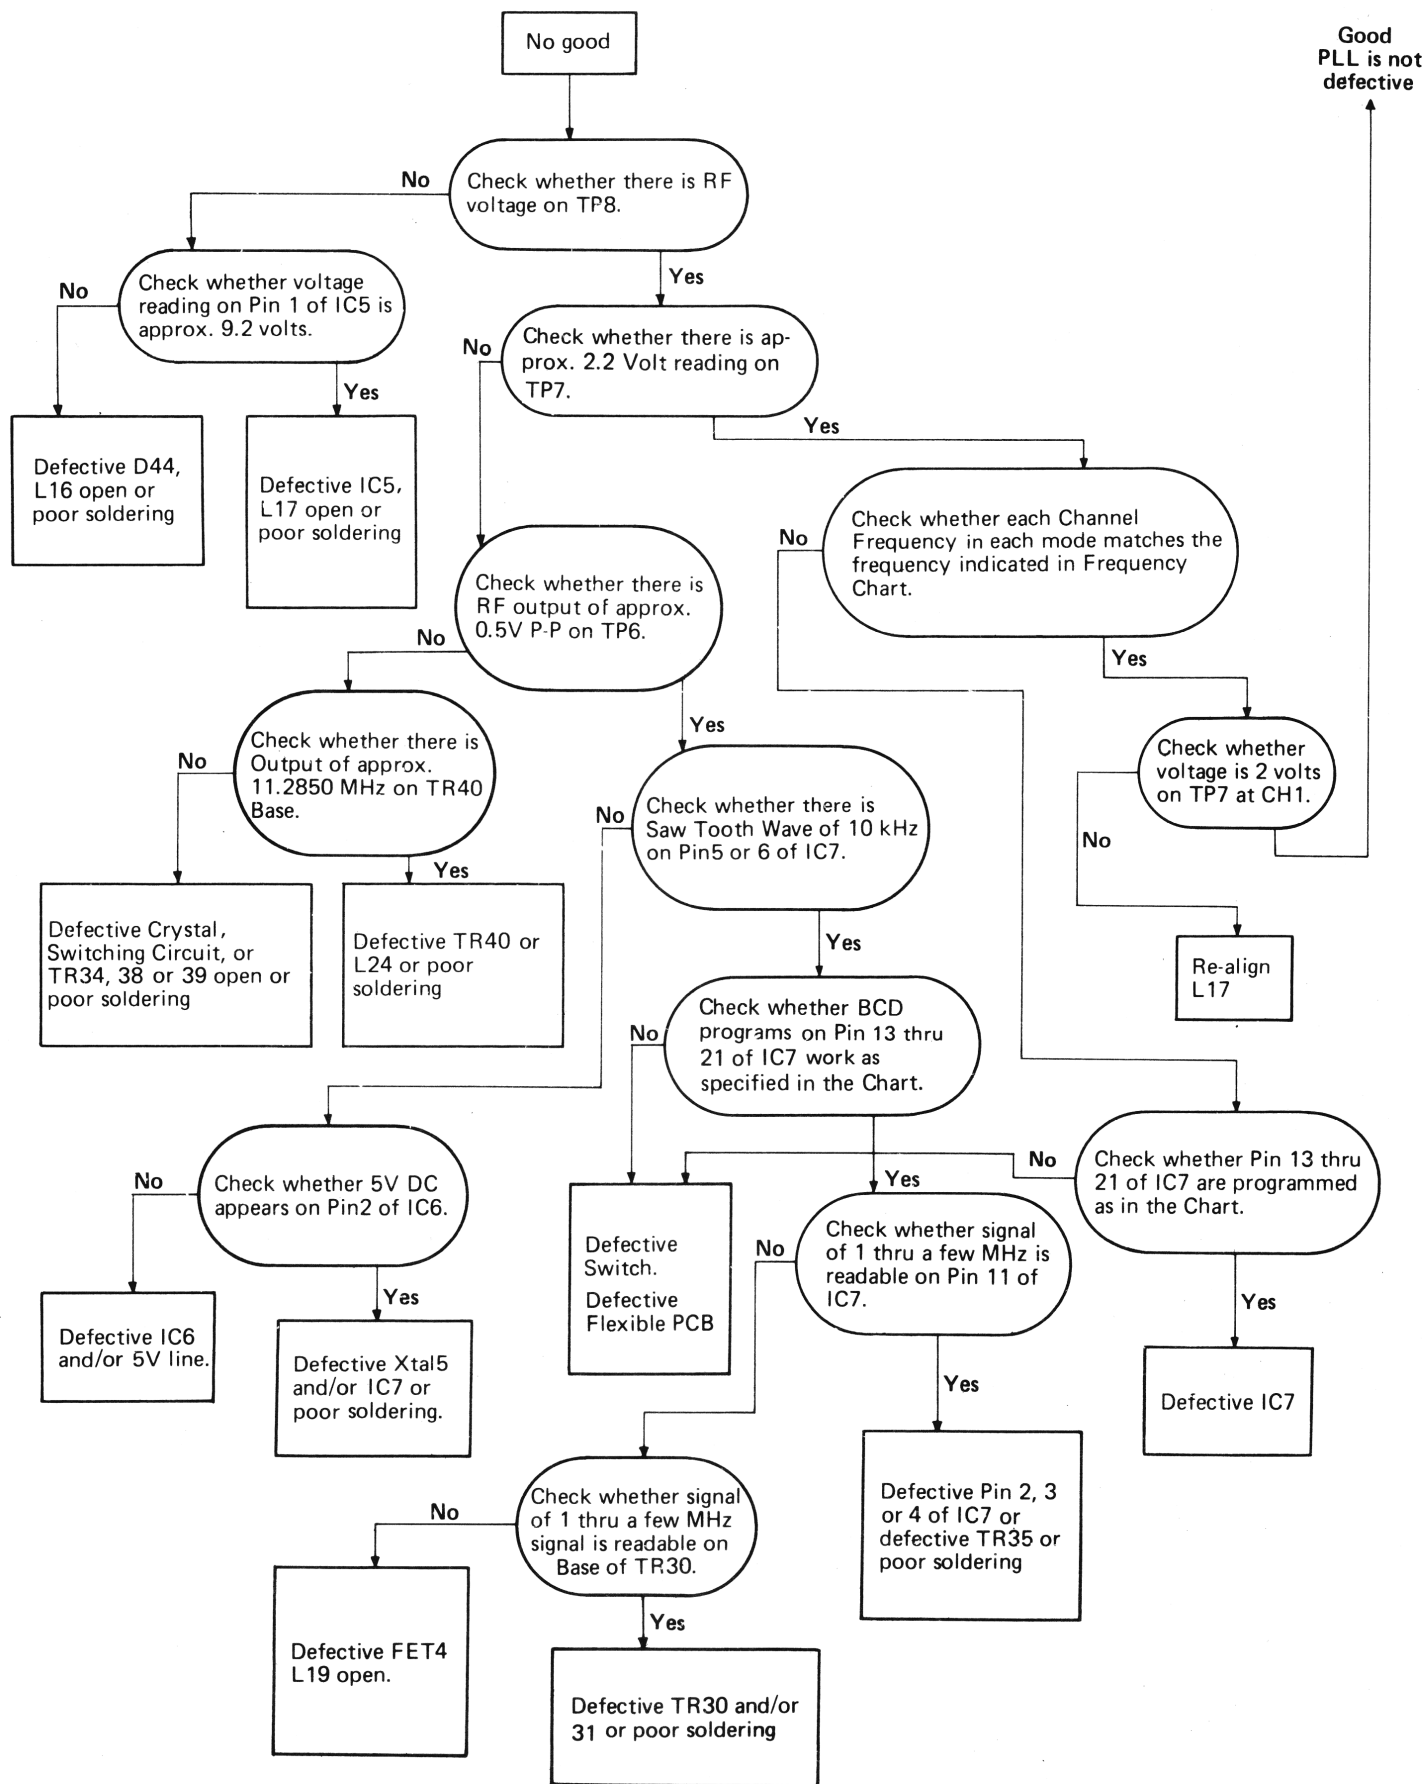 No good
Good
PLL is not
defective
No
Check whether there is RF
voltage on TP8.
Yes
No
Check whether voltage
reading on Pin 1 of IC5 is
approx. 9.2 volts.
Yes
No
Check whether there is ap-
prox. 2.2 Volt reading on
TP7.
Yes
Defective D44,
L16 open or
poor soldering
Defective IC5,
L17 open or
poor soldering
No
Check whether each Channel
Frequency in each mode matches the
frequency indicated in Frequency
Chart.
Yes
Check whether there is
RF output of approx.
0.5V P-P on TP6.
No
Yes
No
Check whether there is
Output of approx.
11.2850 MHz on TR40
Base.
Yes
Check whether
voltage is 2 volts
on TP7 at CH1.
No
No
Check whether there is
Saw Tooth Wave of 10 kHz
on Pin5 or 6 of IC7.
Yes
Defective Crystal,
Switching Circuit, or
TR34, 38 or 39 open or
poor soldering
Defective TR40 or
L24 or poor
soldering
Re-align
L17
No
Check whether BCD
programs on Pin 13 thru
21 of IC7 work as
specified in the Chart.
Yes
No
Check whether Pin 13 thru
21 of IC7 are programmed
as in the Chart.
Yes
No
Check whether 5V DC
appears on Pin2 of IC6.
Yas
Defective
Switch.
Defective
Flexible PCB
No
Check whether signal
of 1 thru a few MHz is
readable on Pin 11 of
IC7.
Yes
Defective IC6
and/or 5V line.
Defective Xtal5
and/or IC7 or
poor soldering.
Defective IC7
No
Check whether signal
of 1 thru a few MHz
signal is readable on
Base of TR30.
Yes
Defective Pin 2, 3
or 4 of IC7 or
defective TR35 or
poor soldering
Defective FET4
L19 open.
Defective TR30 and/or
31 or poor soldering